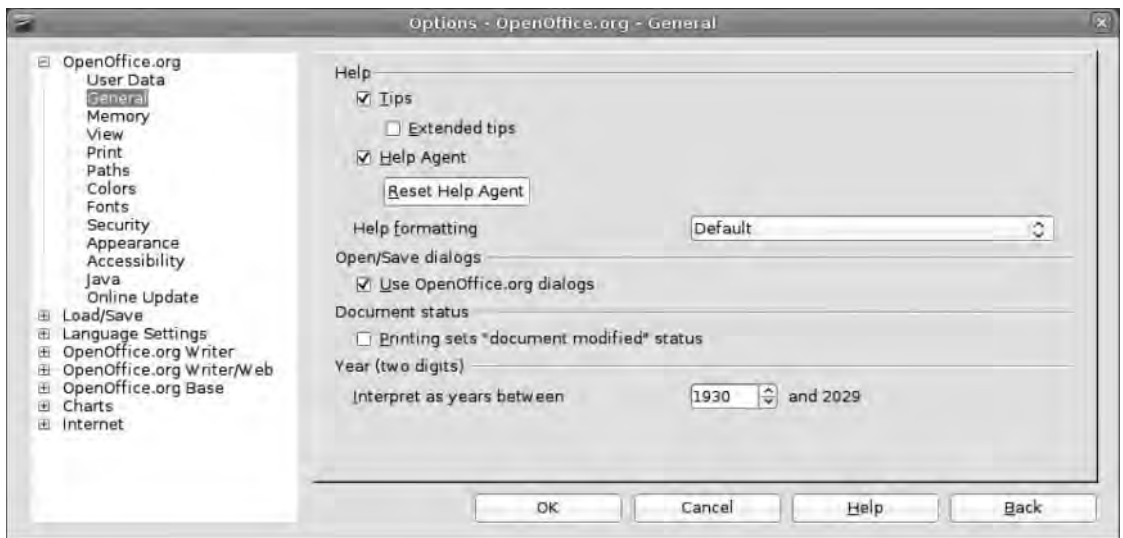 Options - OpenOffice.org - General
OpenOffice.org
User Data
General
Memory
View
Print
Paths
Colors
Fonts
Security
Appearance
Accessibility
Java
Online Update
Load/Save
Language Settings
OpenOffice.org Writer
OpenOffice.org Writer/Web
OpenOffice.org Base
Charts
Internet
Help
Tips
Extended tips
Help Agent
Reset Help Agent
Help formatting Default
Open/Save dialogs
Use OpenOffice.org dialogs
Document status
Printing sets "document modified" status
Year (two digits)
Interpret as years between 1930 and 2029
OK Cancel Help Back